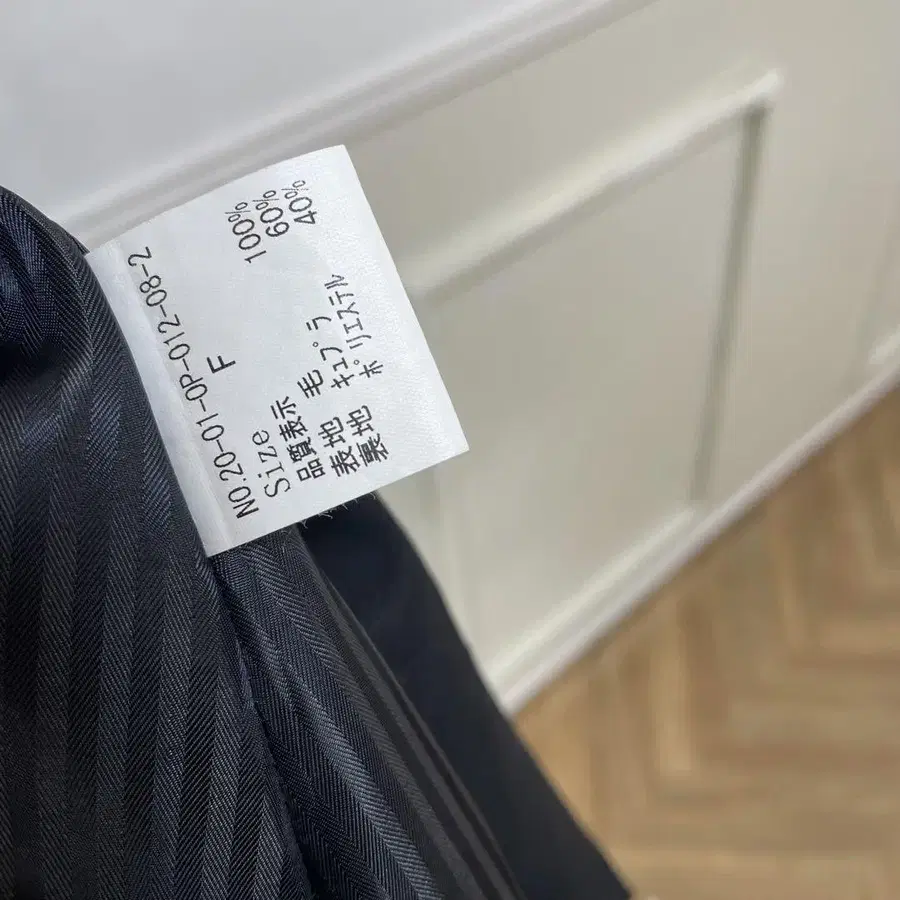 NO.20-01-OP-012-08-2
Size F
品質表示
表地 毛 100%
裏地 キュプラ 60%
ポリエステル 40%